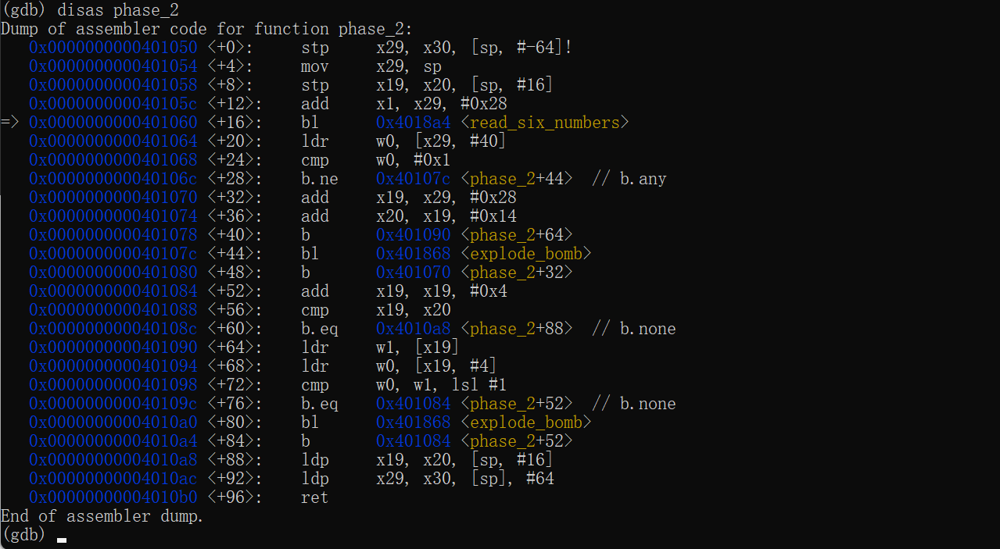 (gdb) disas phase_2
Dump of assembler code for function phase_2:
   0x0000000000401050 <+0>:	stp	x29, x30, [sp, #-64]!
   0x0000000000401054 <+4>:	mov	x29, sp
   0x0000000000401058 <+8>:	stp	x19, x20, [sp, #16]
   0x000000000040105c <+12>:	add	x1, x29, #0x28
=> 0x0000000000401060 <+16>:	bl	0x4018a4 <read_six_numbers>
   0x0000000000401064 <+20>:	ldr	w0, [x29, #40]
   0x0000000000401068 <+24>:	cmp	w0, #0x1
   0x000000000040106c <+28>:	b.ne	0x40107c <phase_2+44>  // b.any
   0x0000000000401070 <+32>:	add	x19, x29, #0x28
   0x0000000000401074 <+36>:	add	x20, x19, #0x14
   0x0000000000401078 <+40>:	b	0x401090 <phase_2+64>
   0x000000000040107c <+44>:	bl	0x401868 <explode_bomb>
   0x0000000000401080 <+48>:	b	0x401070 <phase_2+32>
   0x0000000000401084 <+52>:	add	x19, x19, #0x4
   0x0000000000401088 <+56>:	cmp	x19, x20
   0x000000000040108c <+60>:	b.eq	0x4010a8 <phase_2+88>  // b.none
   0x0000000000401090 <+64>:	ldr	w1, [x19]
   0x0000000000401094 <+68>:	ldr	w0, [x19, #4]
   0x0000000000401098 <+72>:	cmp	w0, w1, lsl #1
   0x000000000040109c <+76>:	b.eq	0x401084 <phase_2+52>  // b.none
   0x00000000004010a0 <+80>:	bl	0x401868 <explode_bomb>
   0x00000000004010a4 <+84>:	b	0x401084 <phase_2+52>
   0x00000000004010a8 <+88>:	ldp	x19, x20, [sp, #16]
   0x00000000004010ac <+92>:	ldp	x29, x30, [sp], #64
   0x00000000004010b0 <+96>:	ret
End of assembler dump.
(gdb)